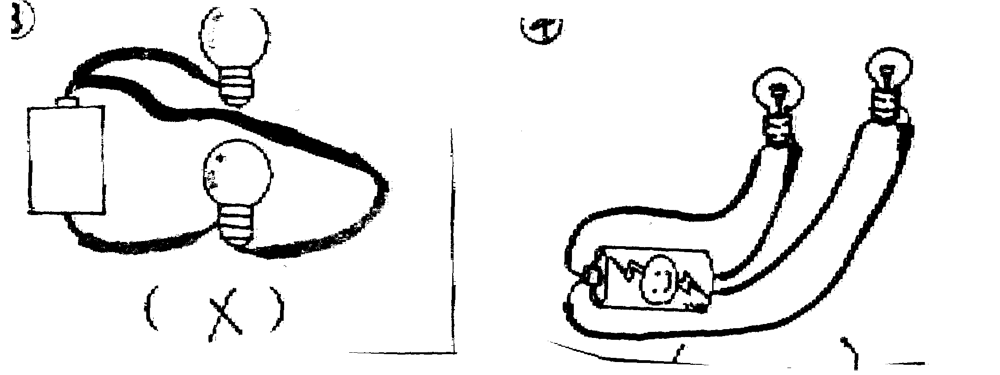 ③
④
( X )
( )